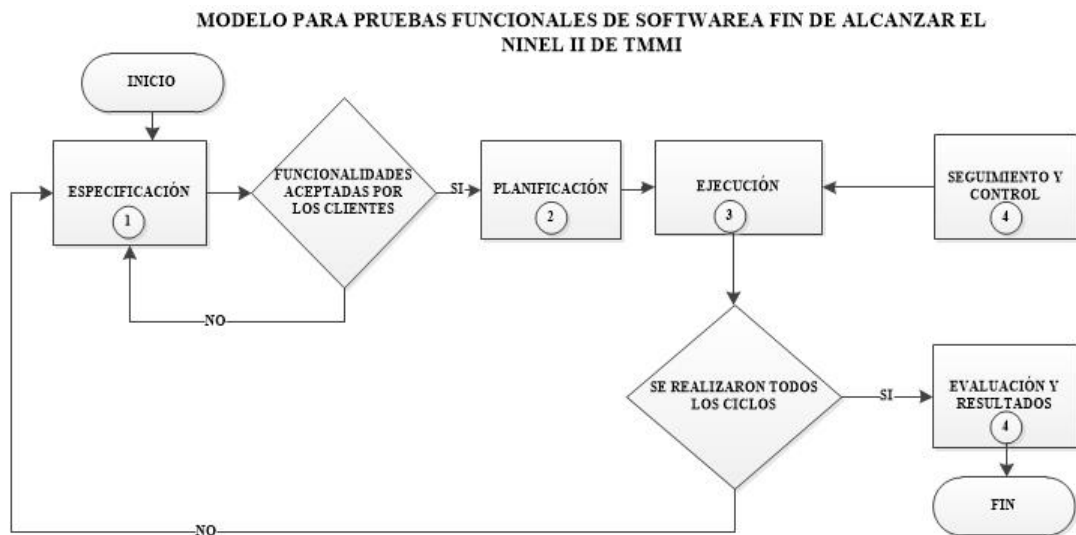 MODELO PARA PRUEBAS FUNCIONALES DE SOFTWAREA FIN DE ALCANZAR EL
NINEL II DE TMMI
INICIO
ESPECIFICACIÓN
1
FUNCIONALIDADES
ACEPTADAS POR
LOS CLIENTES
SI
PLANIFICACIÓN
2
EJECUCIÓN
3
SEGUIMIENTO Y
CONTROL
4
NO
SE REALIZARON TODOS
LOS CICLOS
SI
EVALUACIÓN Y
RESULTADOS
4
FIN
NO